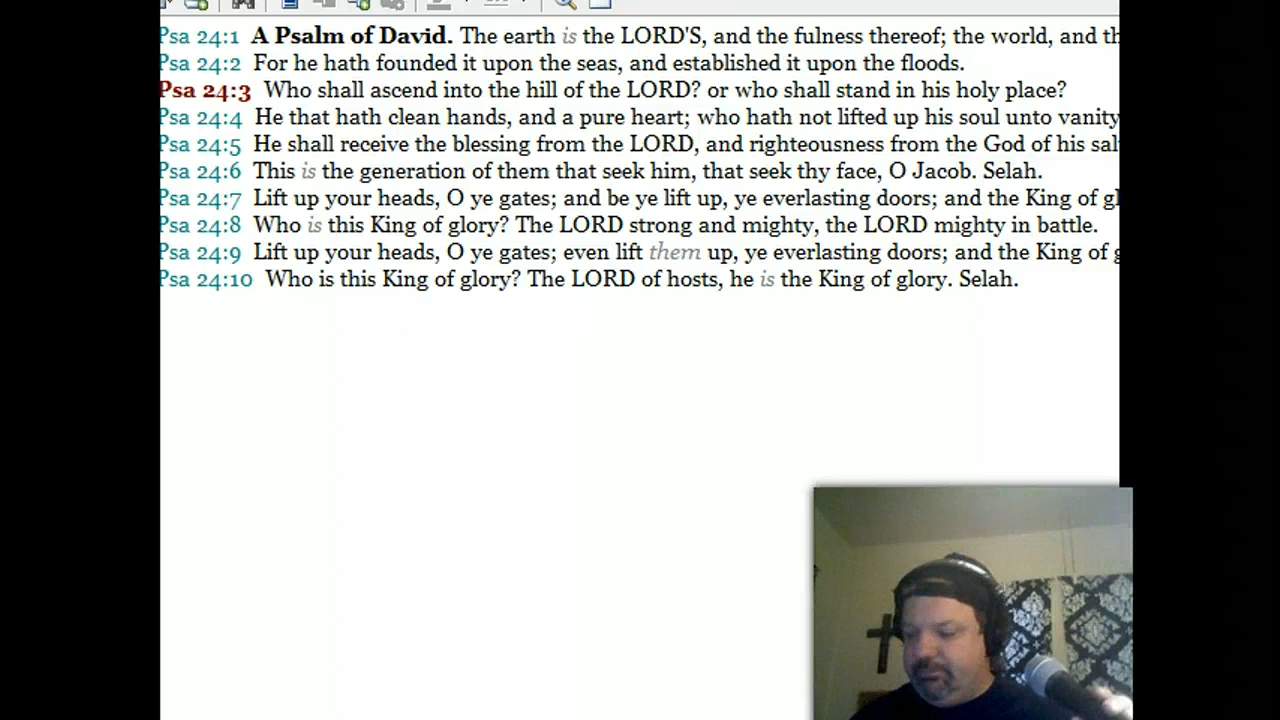 Psa 24:1 A Psalm of David. The earth is the LORD'S, and the fulness thereof; the world, and th
Psa 24:2 For he hath founded it upon the seas, and established it upon the floods.
Psa 24:3 Who shall ascend into the hill of the LORD? or who shall stand in his holy place?
Psa 24:4 He that hath clean hands, and a pure heart; who hath not lifted up his soul unto vanity
Psa 24:5 He shall receive the blessing from the LORD, and righteousness from the God of his sal
Psa 24:6 This is the generation of them that seek him, that seek thy face, O Jacob. Selah.
Psa 24:7 Lift up your heads, O ye gates; and be ye lift up, ye everlasting doors; and the King of gl
Psa 24:8 Who is this King of glory? The LORD strong and mighty, the LORD mighty in battle.
Psa 24:9 Lift up your heads, O ye gates; even lift them up, ye everlasting doors; and the King of g
Psa 24:10 Who is this King of glory? The LORD of hosts, he is the King of glory. Selah.